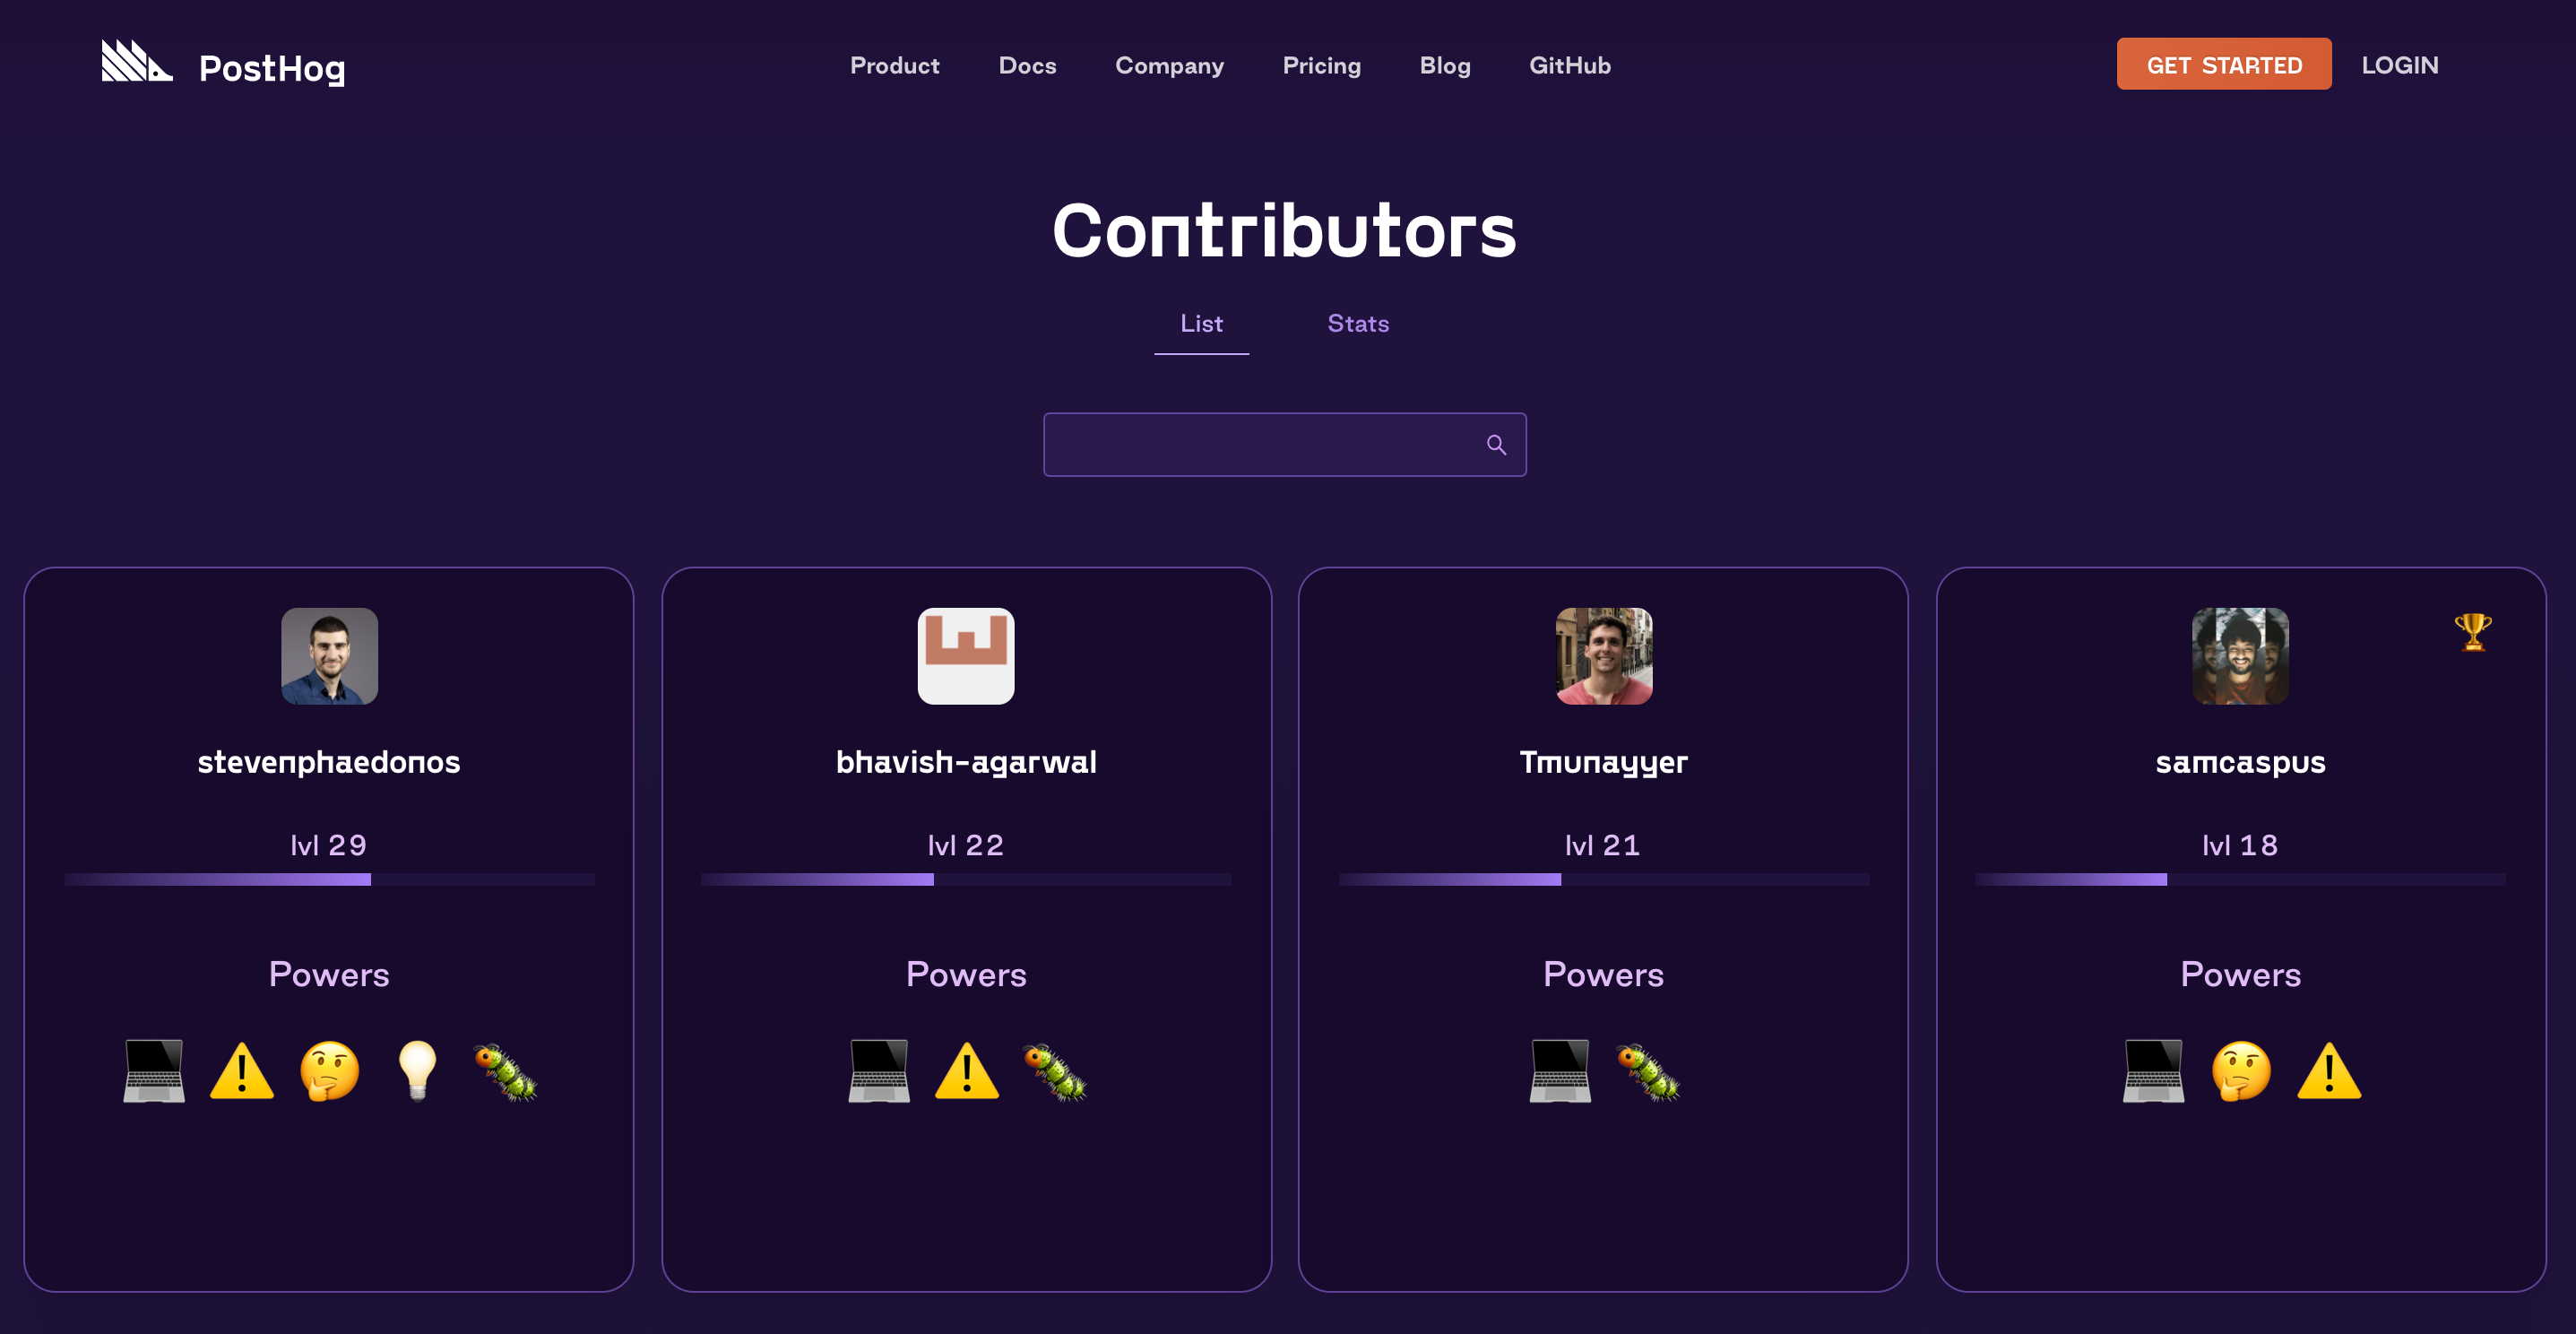 PostHog
Product Docs Company Pricing Blog GitHub
GET STARTED LOGIN
Contributors
List Stats
stevenphaedonos bhavish-agarwal Tmunayyer samcaspus
lvl 29 lvl 22 lvl 21 lvl 18
Powers Powers Powers Powers